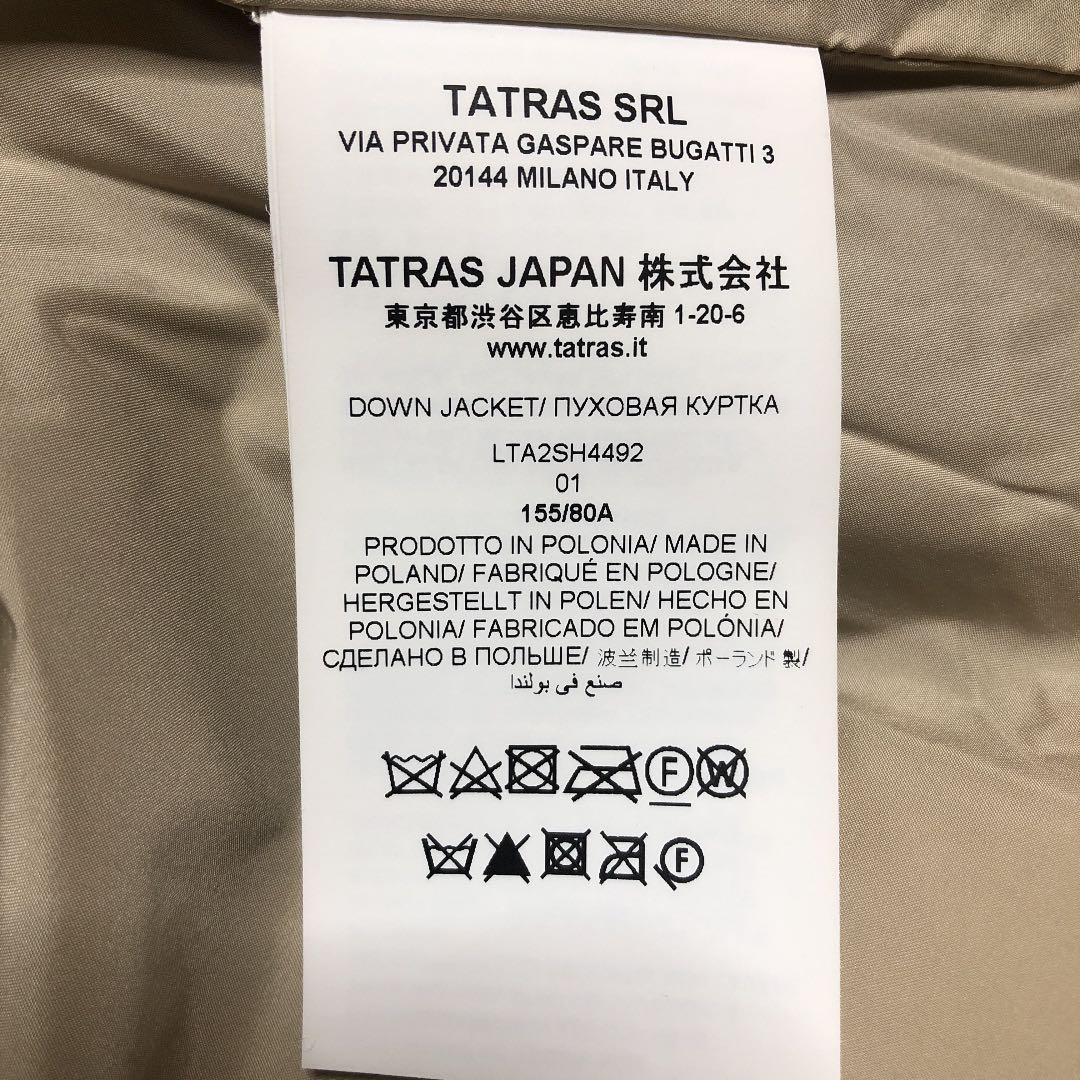 TATRAS SRL
VIA PRIVATA GASPARE BUGATTI 3
20144 MILANO ITALY
TATRAS JAPAN 株式会社
東京都渋谷区恵比寿南 1-20-6
www.tatras.it
DOWN JACKET/ ПУХОВАЯ КУРТКА
LTA2SH4492
01
155/80A
PRODOTTO IN POLONIA/ MADE IN
POLAND/ FABRIQUÉ EN POLOGNE/
HERGESTELLT IN POLEN/ HECHO EN
POLONIA/ FABRICADO EM POLÓNIA/
СДЕЛАНО В ПОЛЬШЕ/ 波兰制造/ ポーランド 製/
صنع في بولندا
F W
F